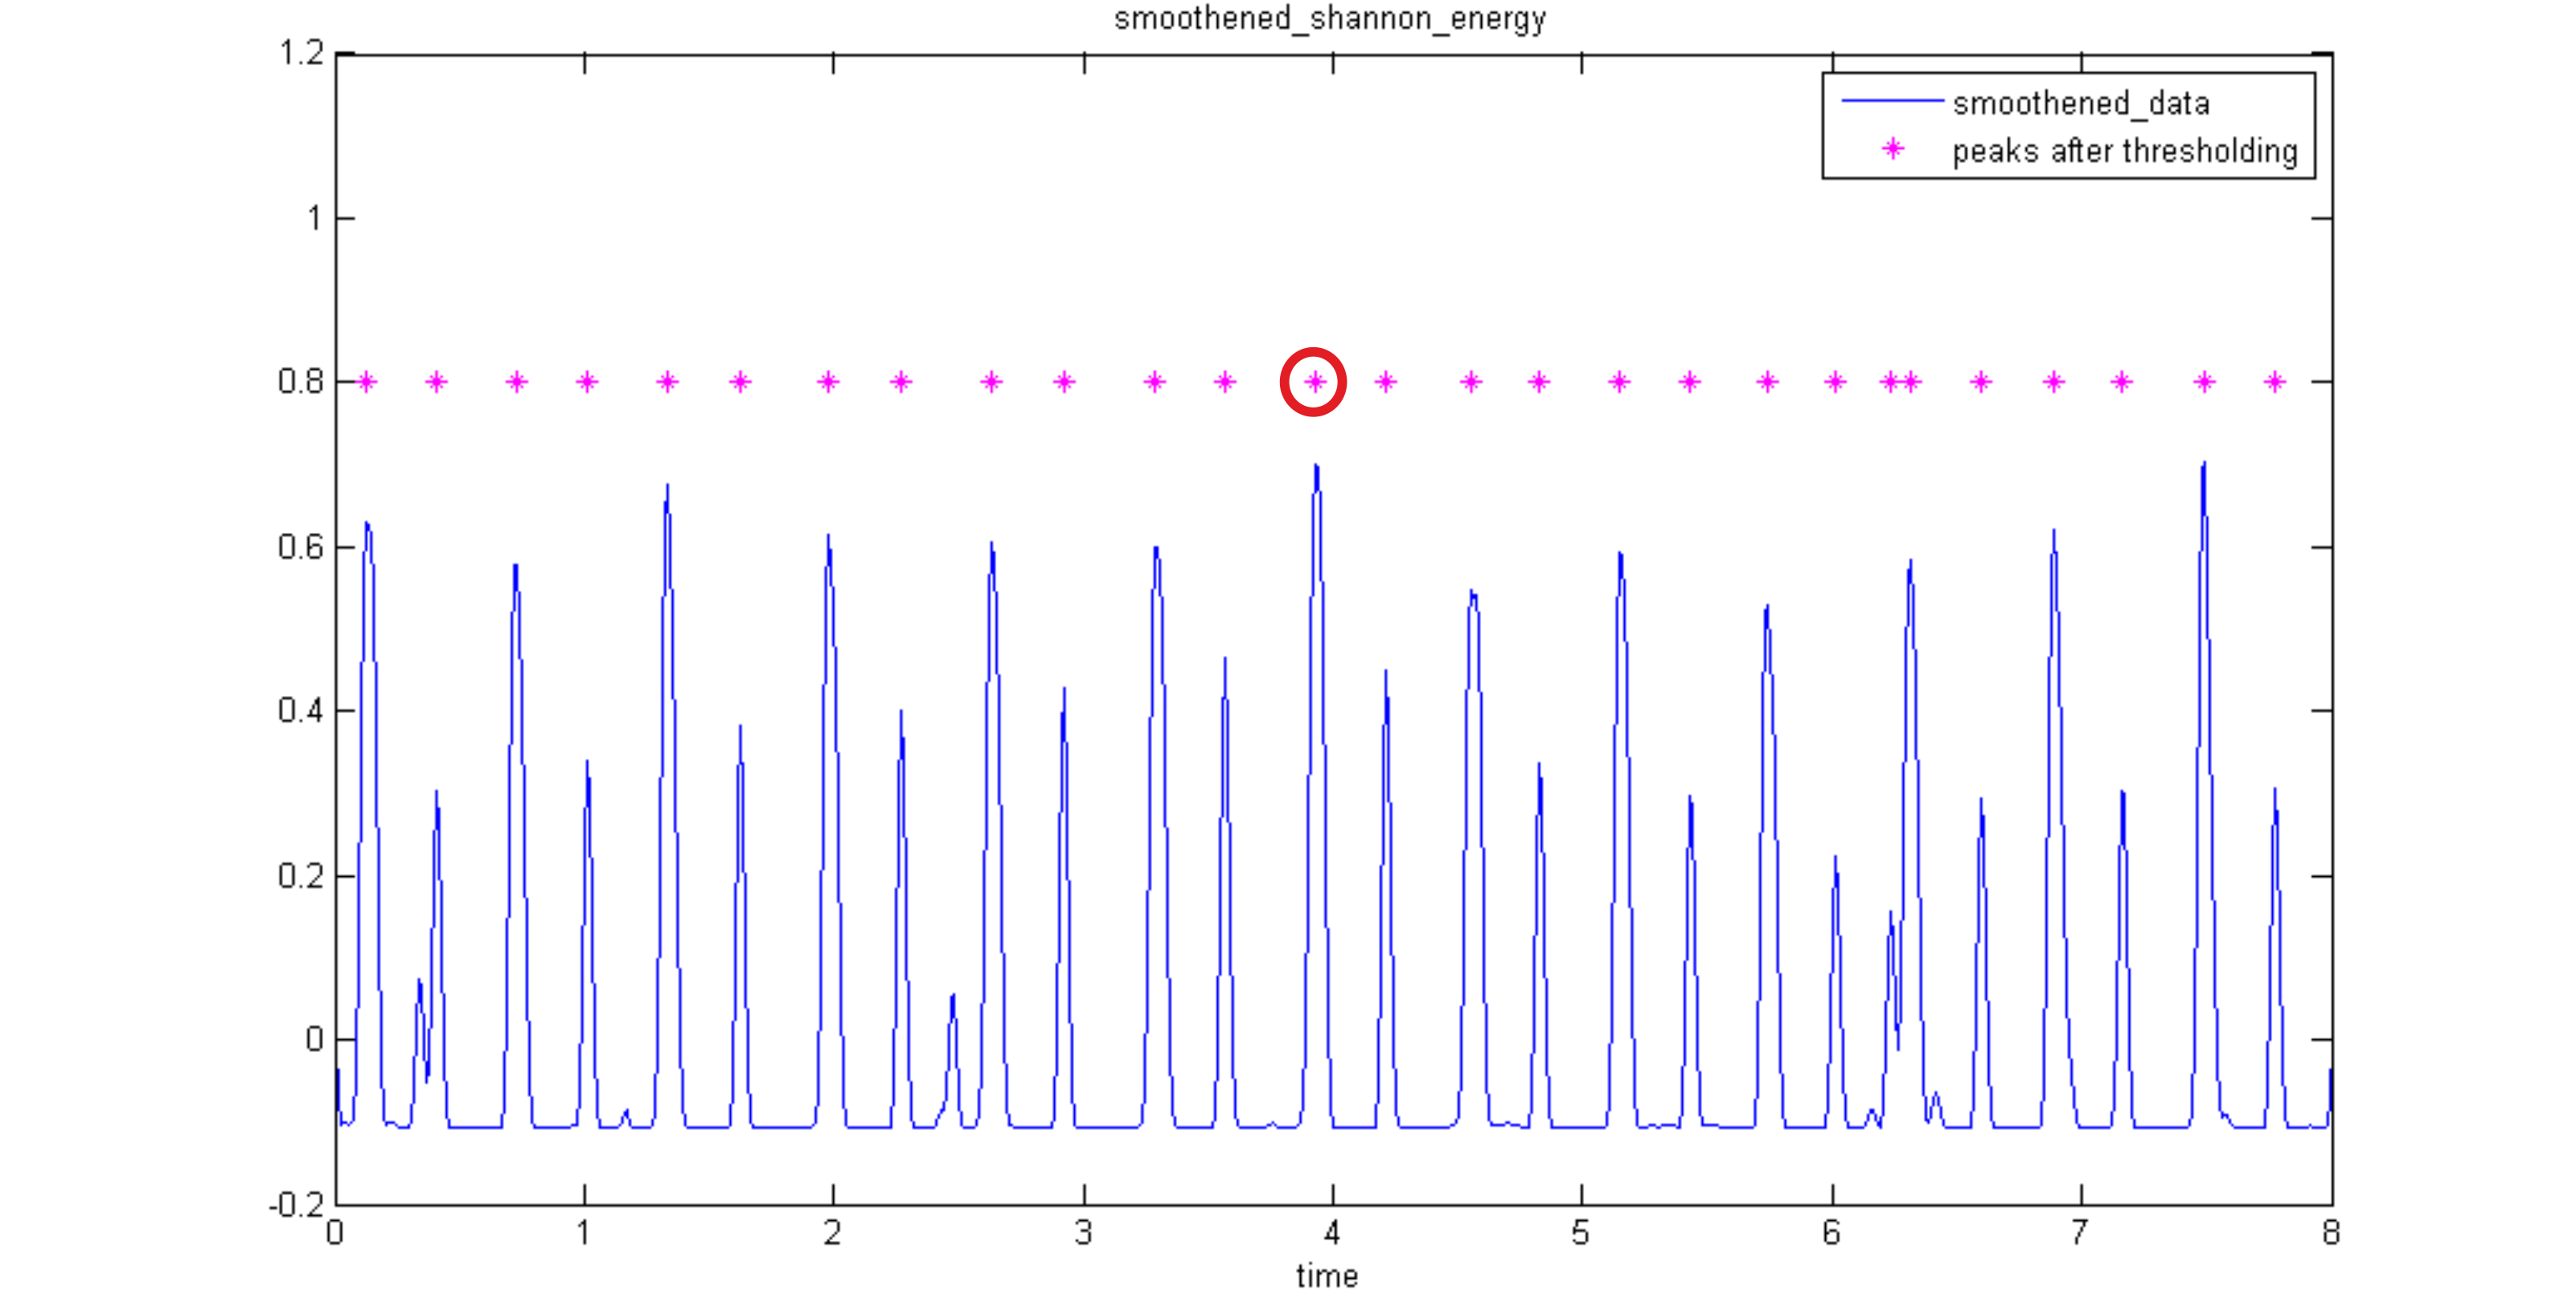 smoothened_shannon_energy
smoothened_data
peaks after thresholding
1.2
1
0.8
0.6
0.4
0.2
0
-0.2
0 1 2 3 4 5 6 7 8
time